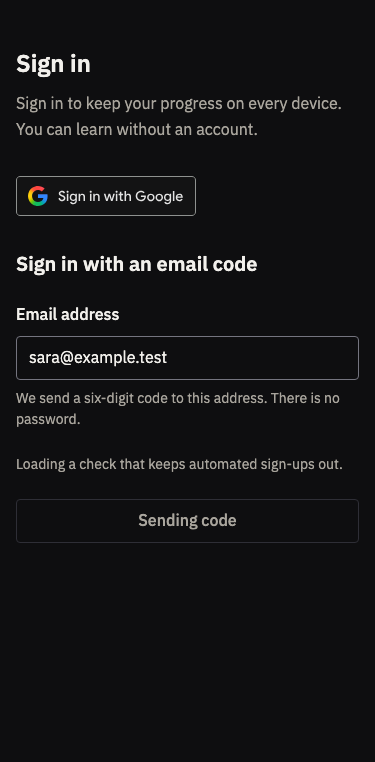 Sign in
Sign in to keep your progress on every device.
You can learn without an account.
Sign in with Google
Sign in with an email code
Email address
sara@example.test
We send a six-digit code to this address. There is no
password.
Loading a check that keeps automated sign-ups out.
Sending code